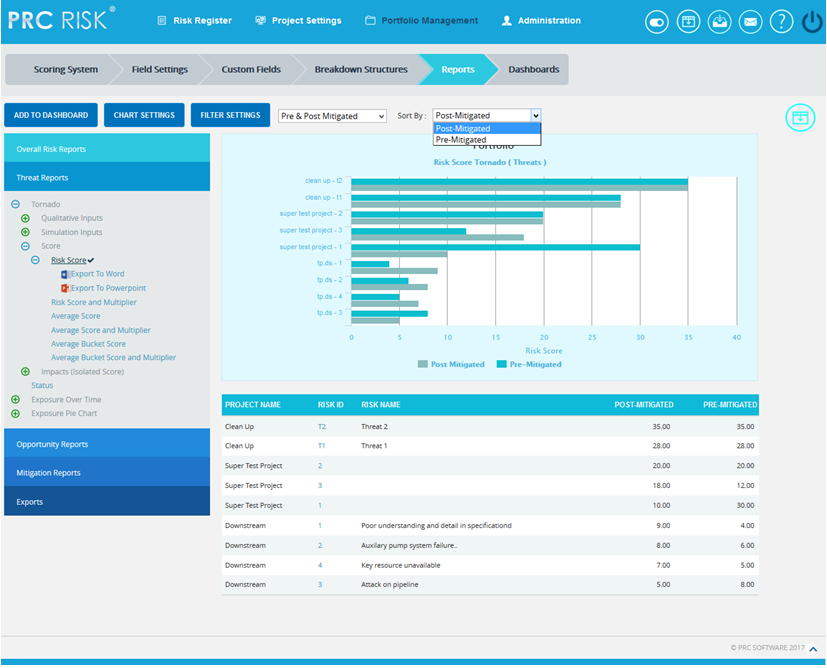 PRC RISK®
Risk Register
Project Settings
Portfolio Management
Administration
?
Scoring System
Field Settings
Custom Fields
Breakdown Structures
Reports
Dashboards
ADD TO DASHBOARD
CHART SETTINGS
FILTER SETTINGS
Pre & Post Mitigated
Sort By :
Post-Mitigated
Post-Mitigated
Pre-Mitigated
Overall Risk Reports
Threat Reports
Tornado
Qualitative Inputs
Simulation Inputs
Score
Risk Score
Export To Word
Export To Powerpoint
Risk Score and Multiplier
Average Score
Average Score and Multiplier
Average Bucket Score
Average Bucket Score and Multiplier
Impacts (Isolated Score)
Status
Exposure Over Time
Exposure Pie Chart
Opportunity Reports
Mitigation Reports
Exports
Portfolio
Risk Score Tornado ( Threats )
clean up - t2
clean up - t1
super test project - 2
super test project - 3
super test project - 1
tp.ds - 1
tp.ds - 2
tp.ds - 4
tp.ds - 3
0 5 10 15 20 25 30 35 40
Risk Score
Post Mitigated Pre-Mitigated
PROJECT NAME RISK ID RISK NAME POST-MITIGATED PRE-MITIGATED
Clean Up T2 Threat 2 35.00 35.00
Clean Up T1 Threat 1 28.00 28.00
Super Test Project 2 20.00 20.00
Super Test Project 3 18.00 12.00
Super Test Project 1 10.00 30.00
Downstream 1 Poor understanding and detail in specificationd 9.00 4.00
Downstream 2 Auxilary pump system failure.. 8.00 6.00
Downstream 4 Key resource unavailable 7.00 5.00
Downstream 3 Attack on pipeline 5.00 8.00
© PRC SOFTWARE 2017